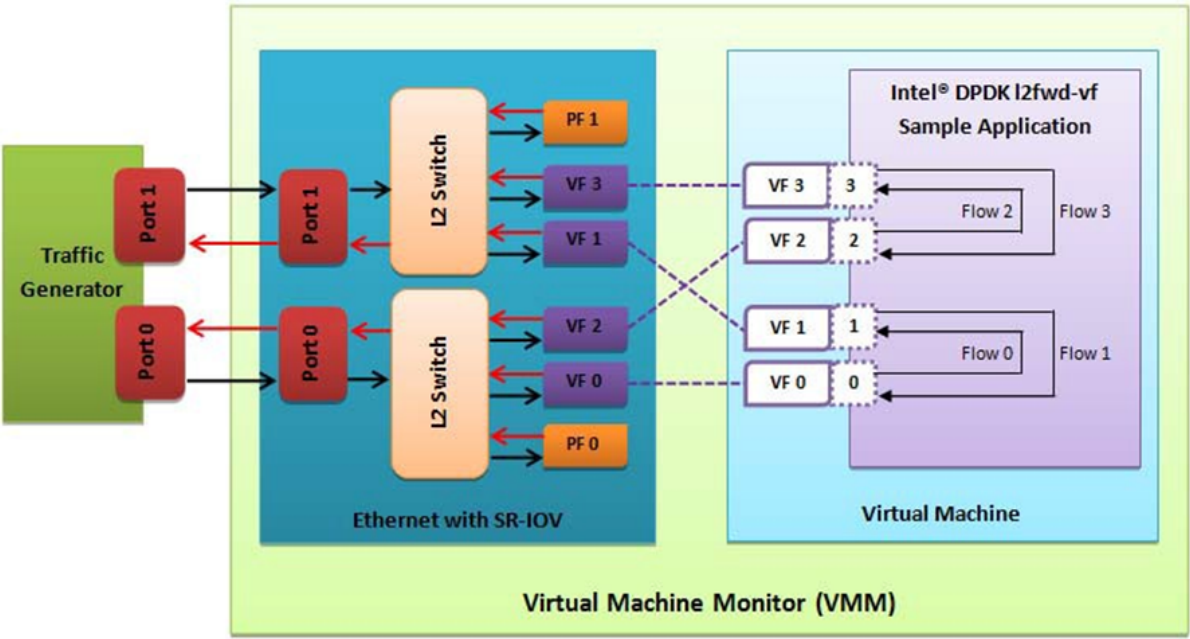 Traffic
Generator
Port 1
Port 0
Port 1
Port 0
L2 Switch
L2 Switch
PF 1
VF 3
VF 1
VF 2
VF 0
PF 0
Ethernet with SR-IOV
Intel® DPDK l2fwd-vf
Sample Application
VF 3 3
VF 2 2
VF 1 1
VF 0 0
Flow 2
Flow 3
Flow 0
Flow 1
Virtual Machine
Virtual Machine Monitor (VMM)